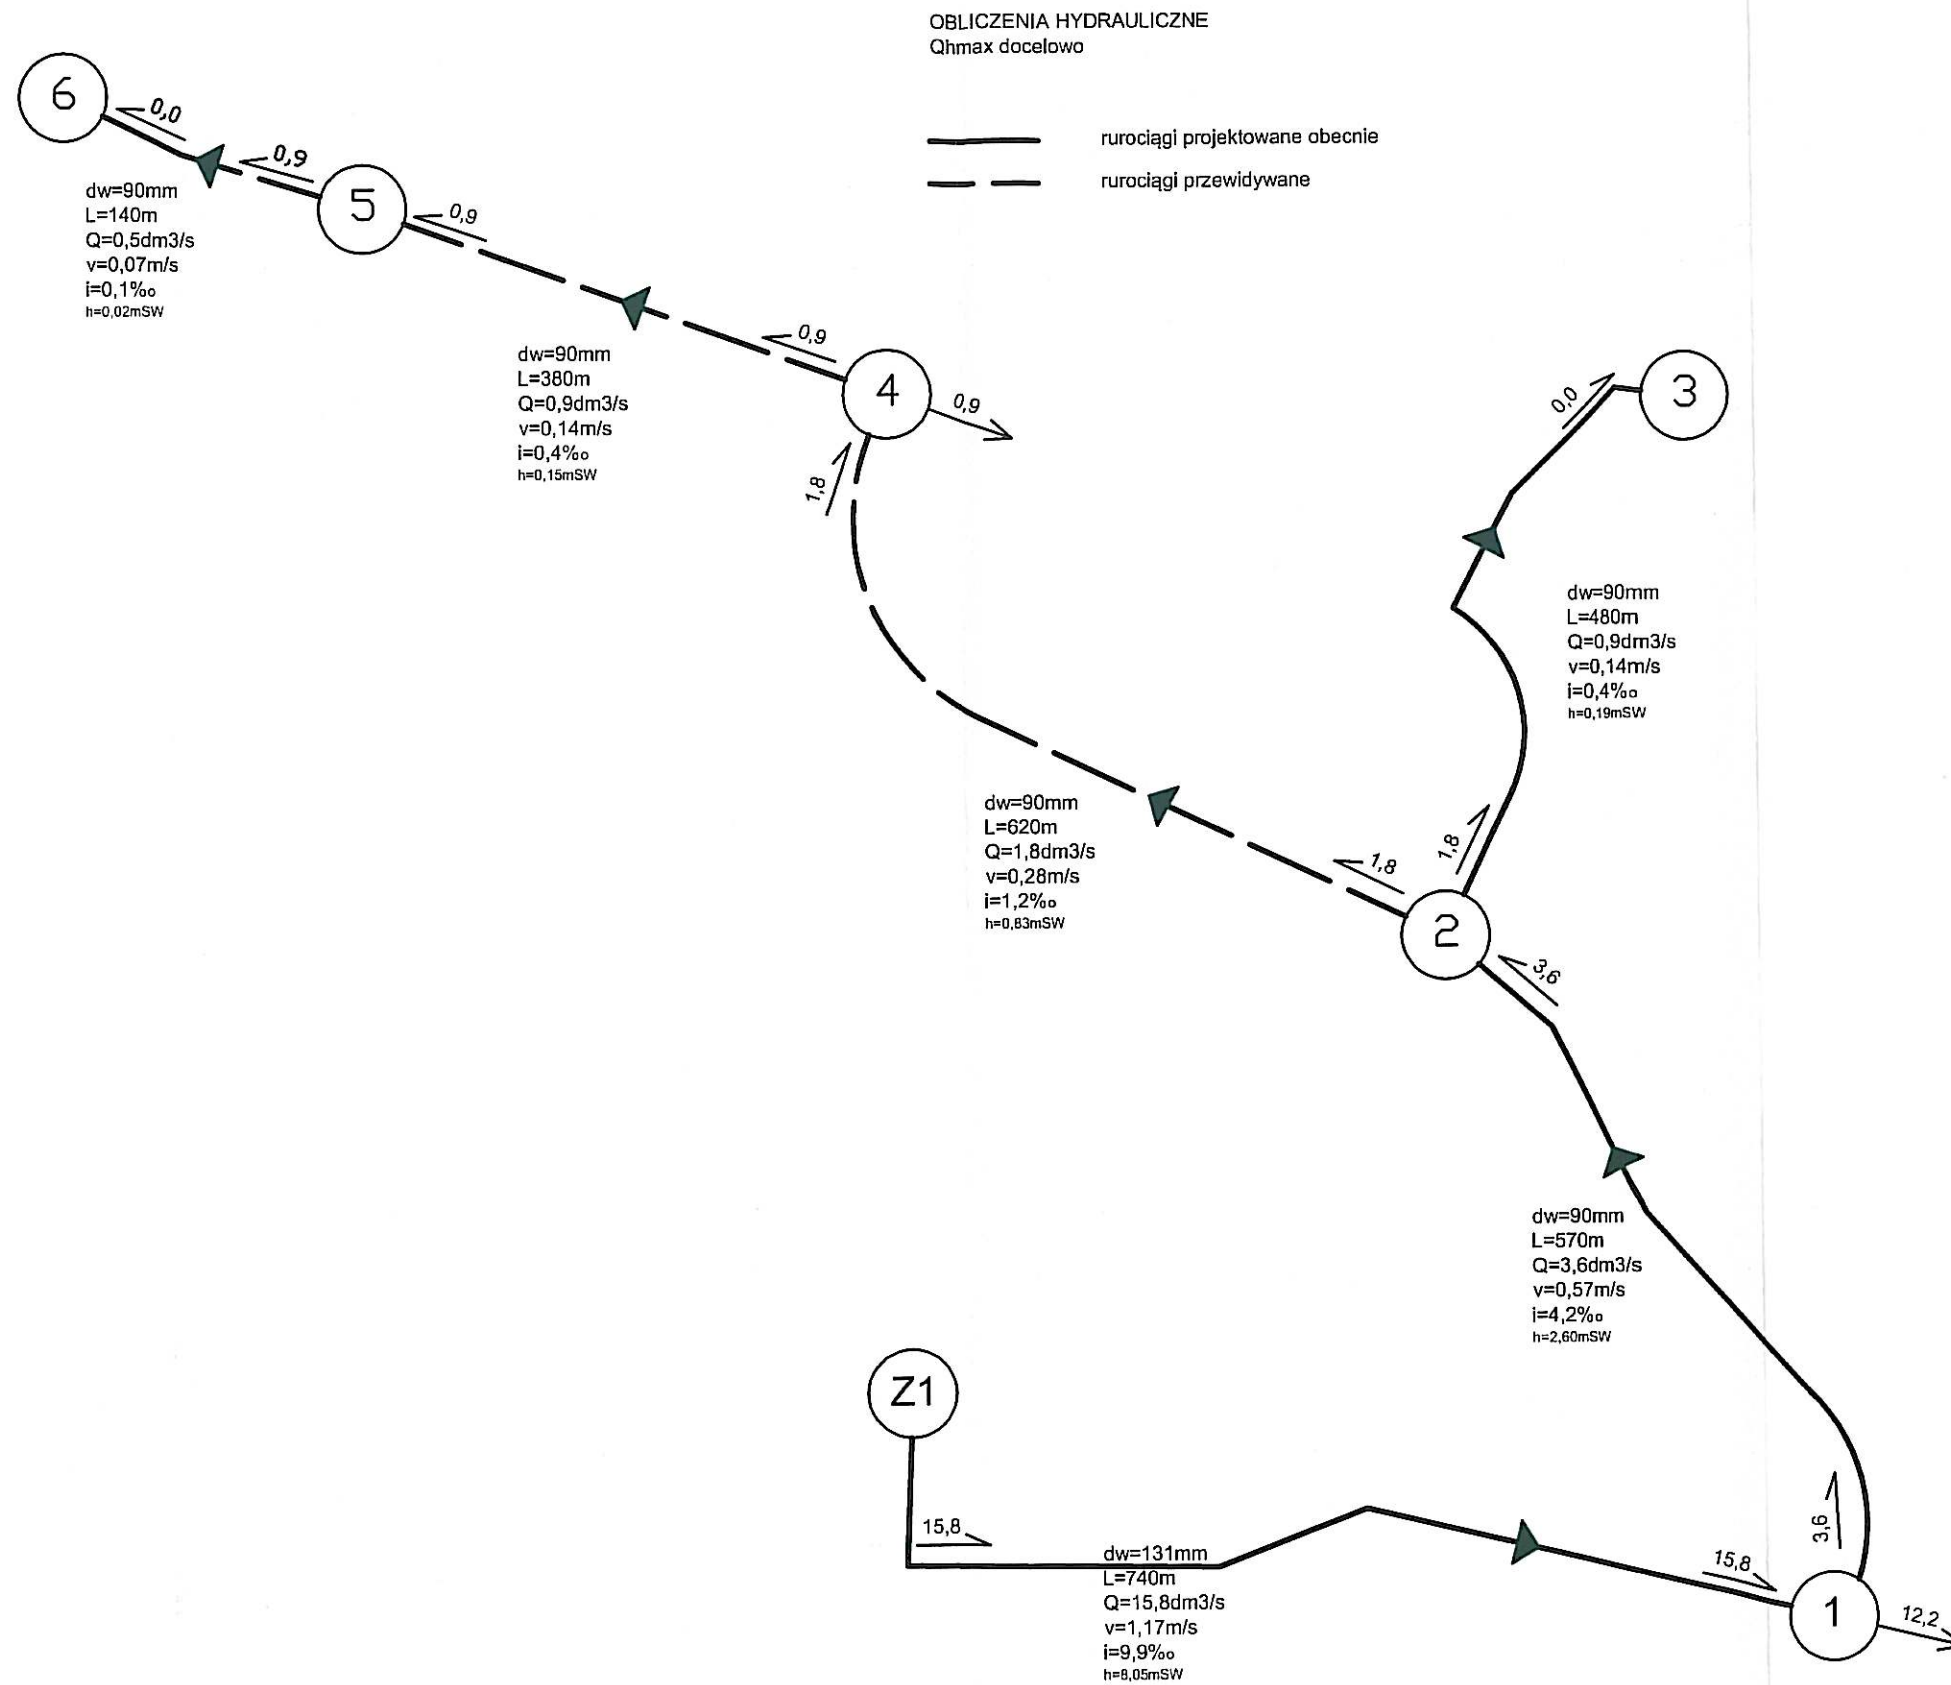 OBLICZENIA HYDRAULICZNE
Qhmax docelowo
rurociągi projektowane obecnie
rurociągi przewidywane
6
0,0
0,9
5
0,9
dw=90mm
L=140m
Q=0,5dm3/s
v=0,07m/s
i=0,1‰
h=0,02mSW
dw=90mm
L=380m
Q=0,9dm3/s
v=0,14m/s
i=0,4‰
h=0,15mSW
0,9
4
0,9
1,8
0,0
3
dw=90mm
L=480m
Q=0,9dm3/s
v=0,14m/s
i=0,4‰
h=0,19mSW
dw=90mm
L=620m
Q=1,8dm3/s
v=0,28m/s
i=1,2‰
h=0,83mSW
1,8
1,8
2
3,6
dw=90mm
L=570m
Q=3,6dm3/s
v=0,57m/s
i=4,2‰
h=2,60mSW
Z1
15,8
dw=131mm
L=740m
Q=15,8dm3/s
v=1,17m/s
i=9,9‰
h=8,05mSW
15,8
3,6
1
12,2